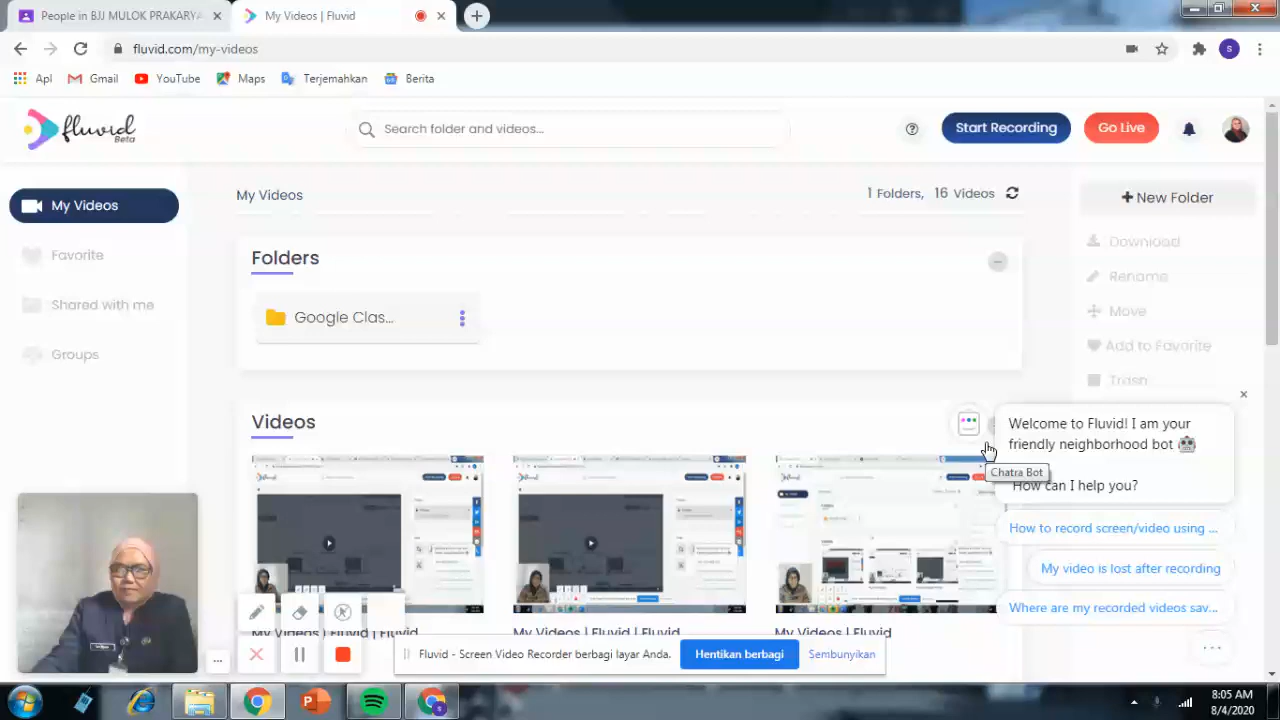 People in BJJ MULOK PRAKARYA
My Videos | Fluvid
fluvid.com/my-videos
S
Apl
Gmail
YouTube
Maps
Terjemahkan
Berita
fluvid
Beta
Search folder and videos...
Start Recording
Go Live
My Videos
Favorite
Shared with me
Groups
My Videos
1 Folders, 16 Videos
Folders
Google Clas...
Videos
My Videos | Fluvid | Fluvid
My Videos | Fluvid | Fluvid
My Videos | Fluvid
+ New Folder
Download
Rename
Move
Add to Favorite
Trash
Welcome to Fluvid! I am your
friendly neighborhood bot 🤖
Chatra Bot
How can I help you?
How to record screen/video using ...
My video is lost after recording
Where are my recorded videos sav...
...
...
Fluvid - Screen Video Recorder berbagi layar Anda.
Hentikan berbagi
Sembunyikan
8:05 AM
8/4/2020